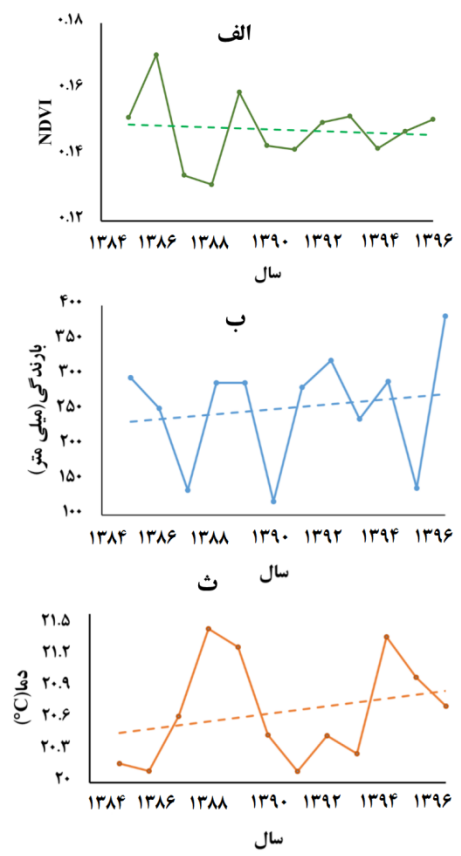 الف
۰.۱۸
۰.۱۶
۰.۱۴
۰.۱۲
NDVI
۱۳۸۴ ۱۳۸۶ ۱۳۸۸ ۱۳۹۰ ۱۳۹۲ ۱۳۹۴ ۱۳۹۶
سال
ب
۴۰۰
۳۵۰
۳۰۰
۲۵۰
۲۰۰
۱۵۰
۱۰۰
بارندگی(میلی متر)
۱۳۸۴ ۱۳۸۶ ۱۳۸۸ ۱۳۹۰ ۱۳۹۲ ۱۳۹۴ ۱۳۹۶
سال
ث
۲۱.۵
۲۱.۲
۲۰.۹
۲۰.۶
۲۰.۳
۲۰
دما(°C)
۱۳۸۴ ۱۳۸۶ ۱۳۸۸ ۱۳۹۰ ۱۳۹۲ ۱۳۹۴ ۱۳۹۶
سال